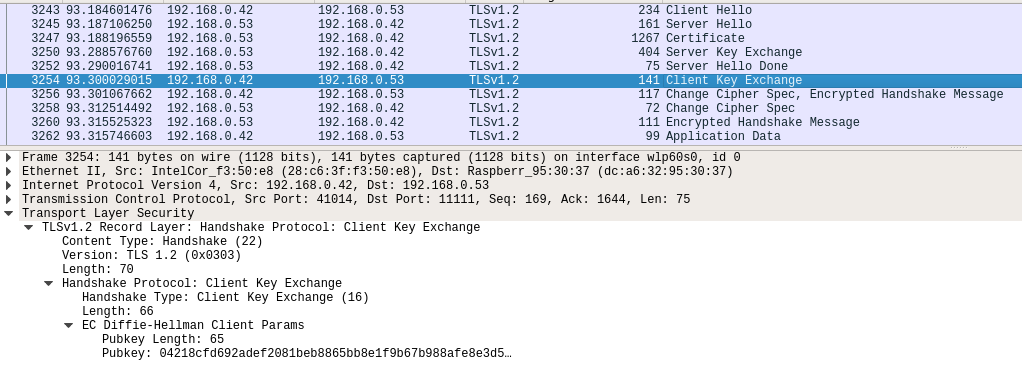 3243 93.184601476 192.168.0.42 192.168.0.53 TLSv1.2 234 Client Hello
3245 93.187106250 192.168.0.53 192.168.0.42 TLSv1.2 161 Server Hello
3247 93.188196559 192.168.0.53 192.168.0.42 TLSv1.2 1267 Certificate
3250 93.288576760 192.168.0.53 192.168.0.42 TLSv1.2 404 Server Key Exchange
3252 93.290016741 192.168.0.53 192.168.0.42 TLSv1.2 75 Server Hello Done
3254 93.300029015 192.168.0.42 192.168.0.53 TLSv1.2 141 Client Key Exchange
3256 93.301067662 192.168.0.42 192.168.0.53 TLSv1.2 117 Change Cipher Spec, Encrypted Handshake Message
3258 93.312514492 192.168.0.53 192.168.0.42 TLSv1.2 72 Change Cipher Spec
3260 93.315525323 192.168.0.53 192.168.0.42 TLSv1.2 111 Encrypted Handshake Message
3262 93.315746603 192.168.0.42 192.168.0.53 TLSv1.2 99 Application Data
Frame 3254: 141 bytes on wire (1128 bits), 141 bytes captured (1128 bits) on interface wlp60s0, id 0
Ethernet II, Src: IntelCor_f3:50:e8 (28:c6:3f:f3:50:e8), Dst: Raspberr_95:30:37 (dc:a6:32:95:30:37)
Internet Protocol Version 4, Src: 192.168.0.42, Dst: 192.168.0.53
Transmission Control Protocol, Src Port: 41014, Dst Port: 11111, Seq: 169, Ack: 1644, Len: 75
Transport Layer Security
TLSv1.2 Record Layer: Handshake Protocol: Client Key Exchange
Content Type: Handshake (22)
Version: TLS 1.2 (0x0303)
Length: 70
Handshake Protocol: Client Key Exchange
Handshake Type: Client Key Exchange (16)
Length: 66
EC Diffie-Hellman Client Params
Pubkey Length: 65
Pubkey: 04218cfd692adef2081beb8865bb8e1f9b67b988afe8e3d5…